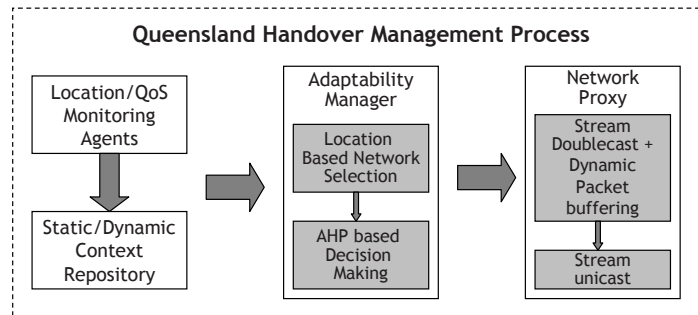 Queensland Handover Management Process
Location/QoS
Monitoring
Agents
Static/Dynamic
Context
Repository
Adaptability
Manager
Location
Based Network
Selection
AHP based
Decision
Making
Network
Proxy
Stream
Doublecast +
Dynamic
Packet
buffering
Stream
unicast